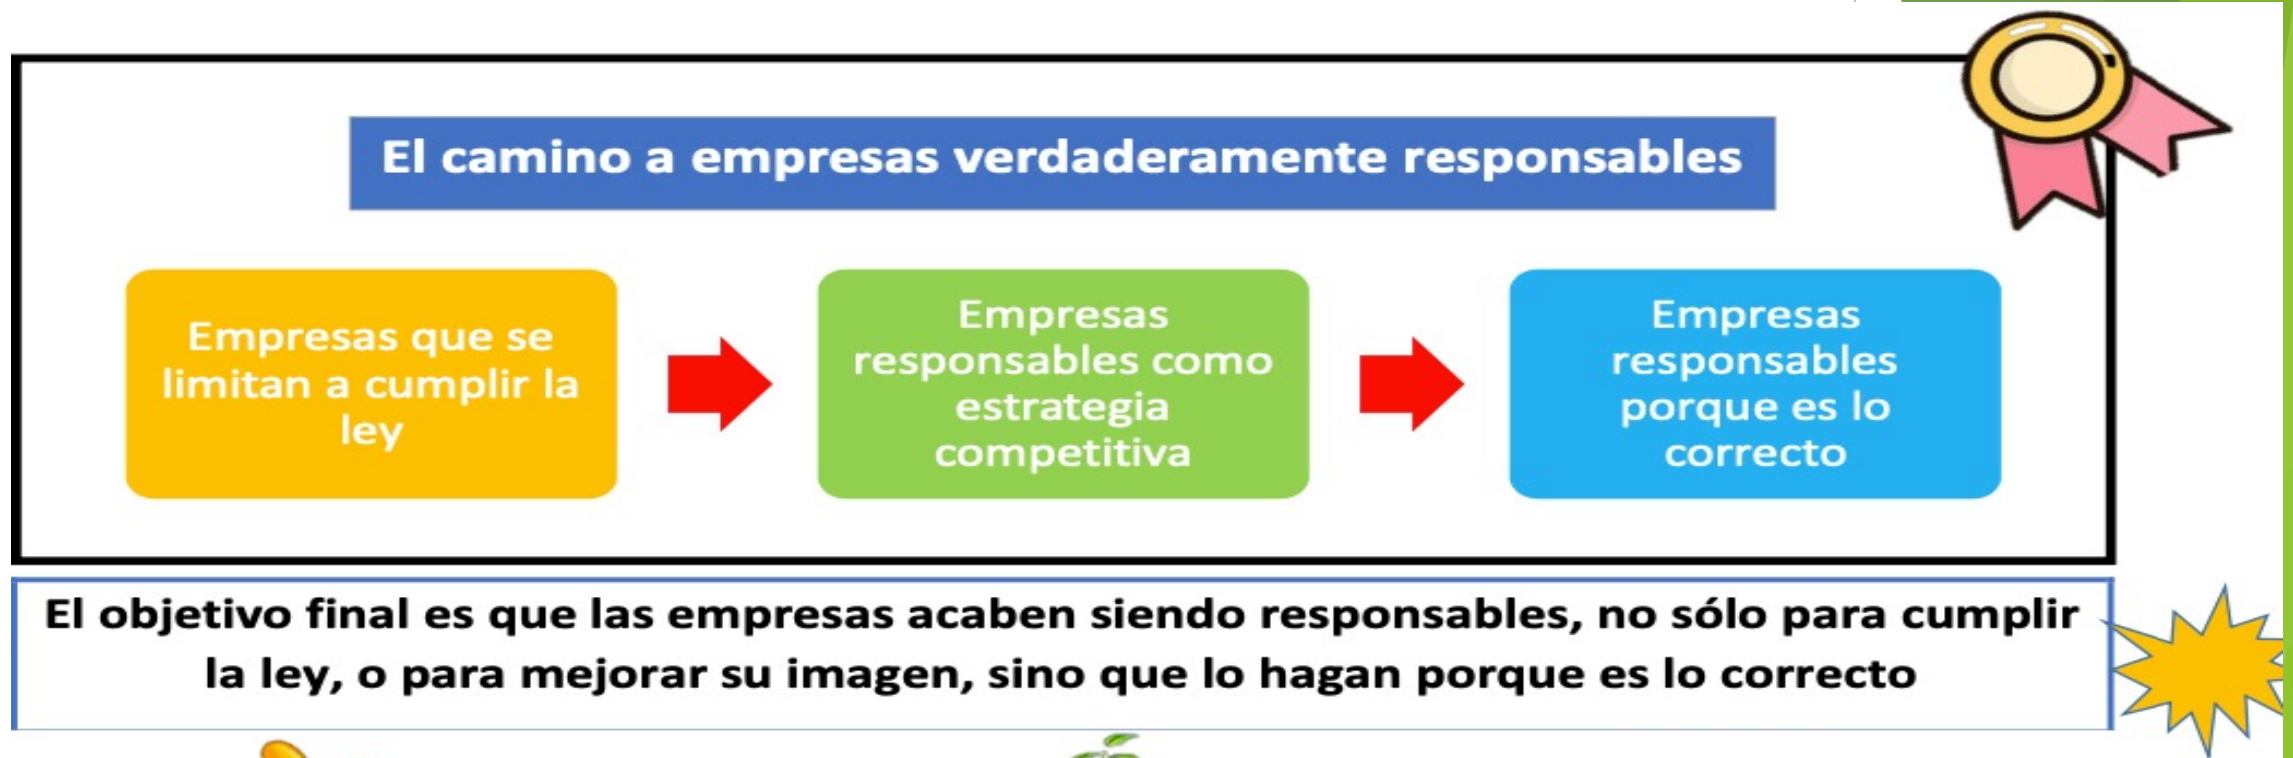 El camino a empresas verdaderamente responsables
Empresas que se
limitan a cumplir la
ley
Empresas
responsables como
estrategia
competitiva
Empresas
responsables
porque es lo
correcto
El objetivo final es que las empresas acaben siendo responsables, no sólo para cumplir
la ley, o para mejorar su imagen, sino que lo hagan porque es lo correcto